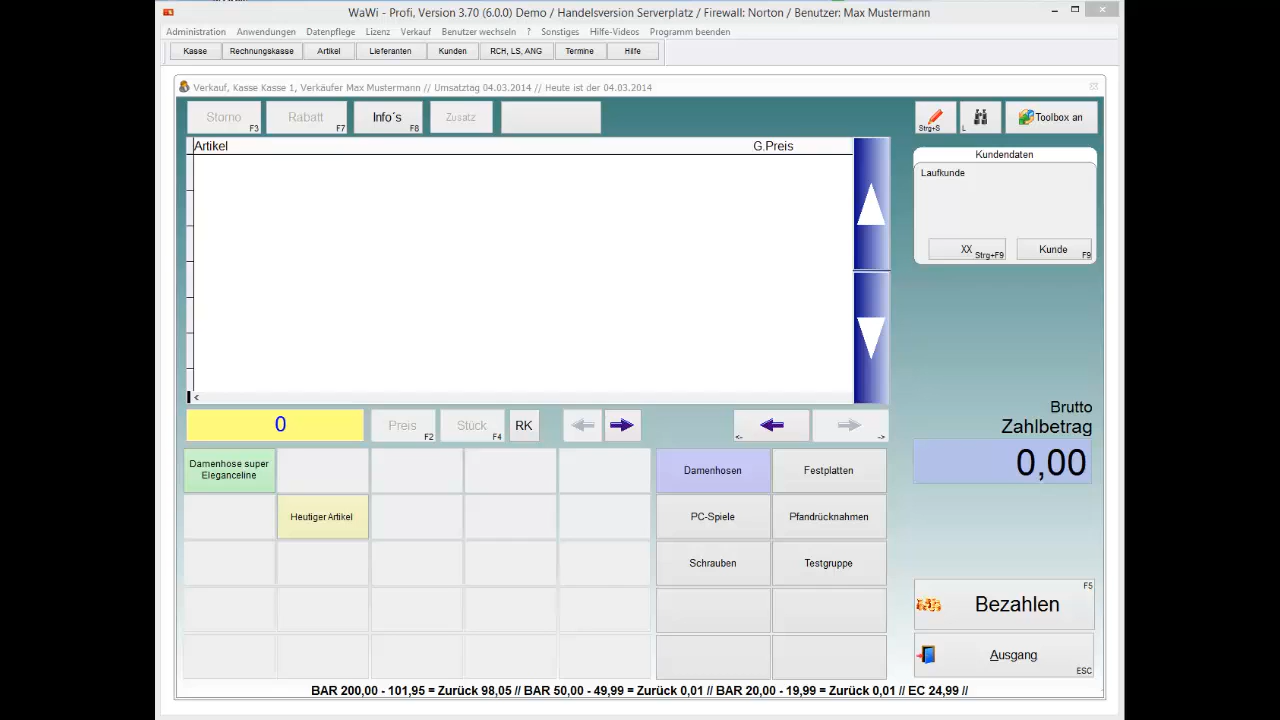 WaWi - Profi, Version 3.70 (6.0.0) Demo / Handelsversion Serverplatz / Firewall: Norton / Benutzer: Max Mustermann
Administration Anwendungen Datenpflege Lizenz Verkauf Benutzer wechseln ? Sonstiges Hilfe-Videos Programm beenden
Kasse Rechnungskasse Artikel Lieferanten Kunden RCH, LS, ANG Termine Hilfe
Verkauf, Kasse Kasse 1, Verkäufer Max Mustermann // Umsatztag 04.03.2014 // Heute ist der 04.03.2014
Storno F3 Rabatt F7 Info´s F8 Zusatz Strg+S L Toolbox an
Artikel G.Preis
Kundendaten
Laufkunde
XX Strg+F9 Kunde F9
<
0 Preis F2 Stück F4 RK <- ->
Brutto
Zahlbetrag
0,00
Damenhose super
Eleganceline
Damenhosen Festplatten
Heutiger Artikel PC-Spiele Pfandrücknahmen
Schrauben Testgruppe
Bezahlen F5
Ausgang ESC
BAR 200,00 - 101,95 = Zurück 98,05 // BAR 50,00 - 49,99 = Zurück 0,01 // BAR 20,00 - 19,99 = Zurück 0,01 // EC 24,99 //